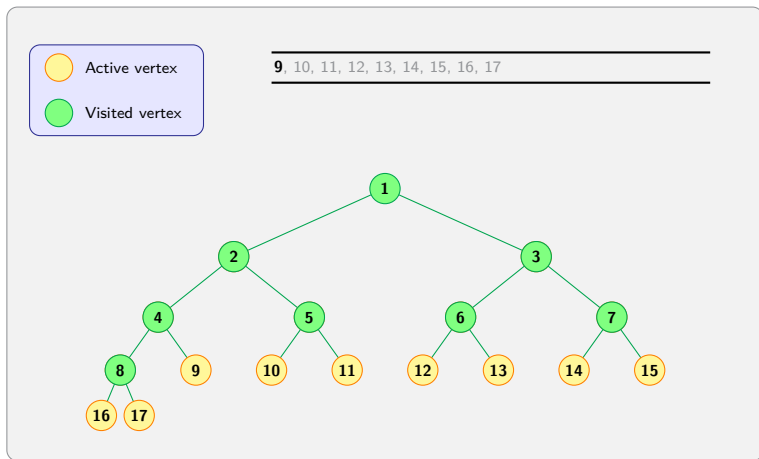 Active vertex
9, 10, 11, 12, 13, 14, 15, 16, 17
Visited vertex
1
2 3
4 5 6 7
8 9 10 11 12 13 14 15
16 17